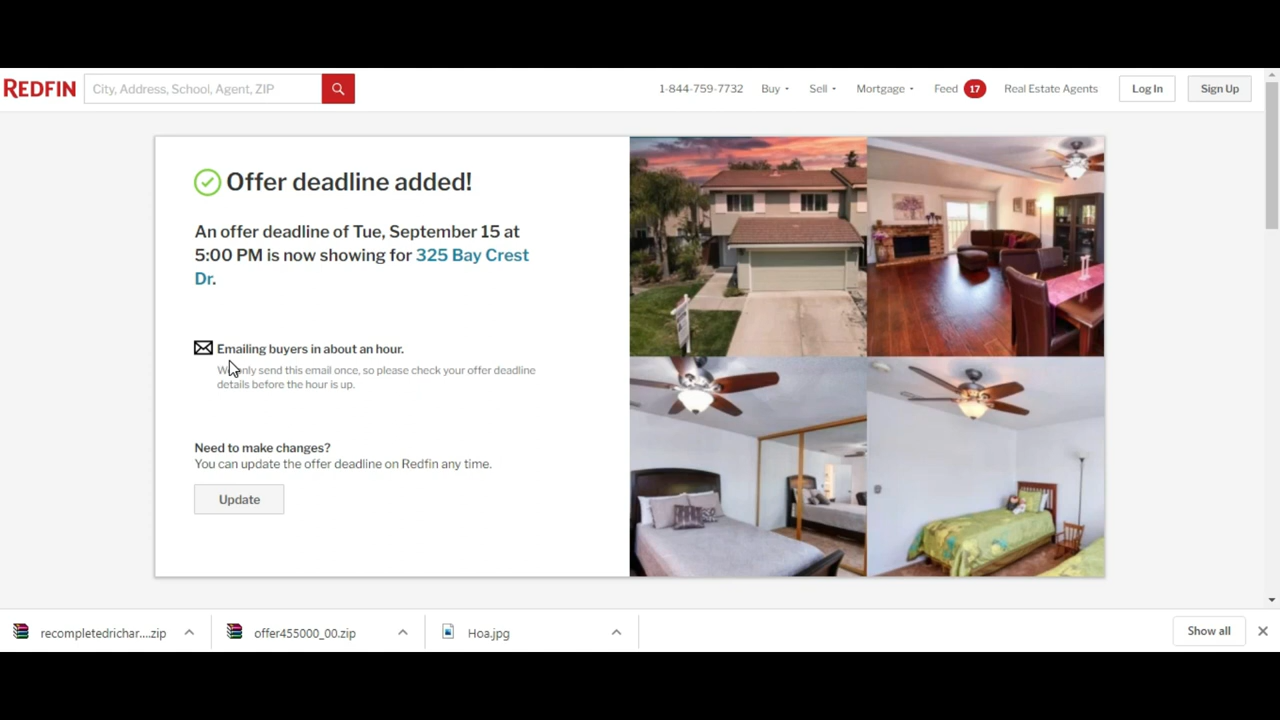 REDFIN
City, Address, School, Agent, ZIP
1-844-759-7732 Buy Sell Mortgage Feed 17 Real Estate Agents Log In Sign Up
Offer deadline added!
An offer deadline of Tue, September 15 at
5:00 PM is now showing for 325 Bay Crest
Dr.
Emailing buyers in about an hour.
only send this email once, so please check your offer deadline
details before the hour is up.
Need to make changes?
You can update the offer deadline on Redfin any time.
Update
recompletedrichar....zip
offer455000_00.zip
Hoa.jpg
Show all